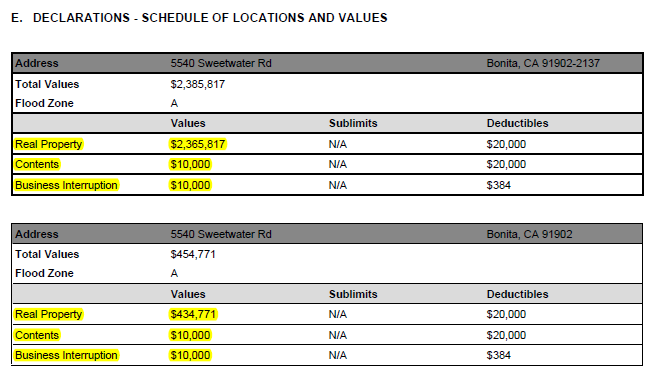 E. DECLARATIONS - SCHEDULE OF LOCATIONS AND VALUES
Address 5540 Sweetwater Rd Bonita, CA 91902-2137
Total Values $2,385,817
Flood Zone A
Values Sublimits Deductibles
Real Property $2,365,817 N/A $20,000
Contents $10,000 N/A $20,000
Business Interruption $10,000 N/A $384
Address 5540 Sweetwater Rd Bonita, CA 91902
Total Values $454,771
Flood Zone A
Values Sublimits Deductibles
Real Property $434,771 N/A $20,000
Contents $10,000 N/A $20,000
Business Interruption $10,000 N/A $384